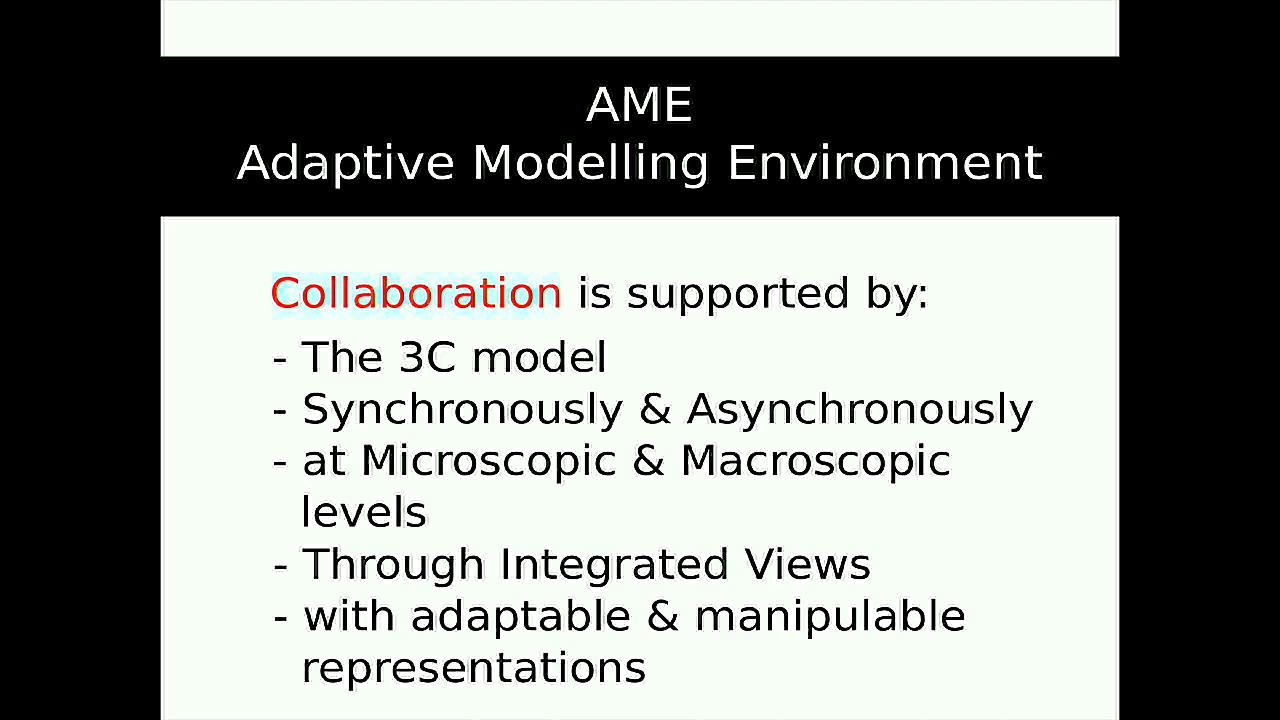 AME
Adaptive Modelling Environment
Collaboration is supported by:
- The 3C model
- Synchronously & Asynchronously
- at Microscopic & Macroscopic
levels
- Through Integrated Views
- with adaptable & manipulable
representations